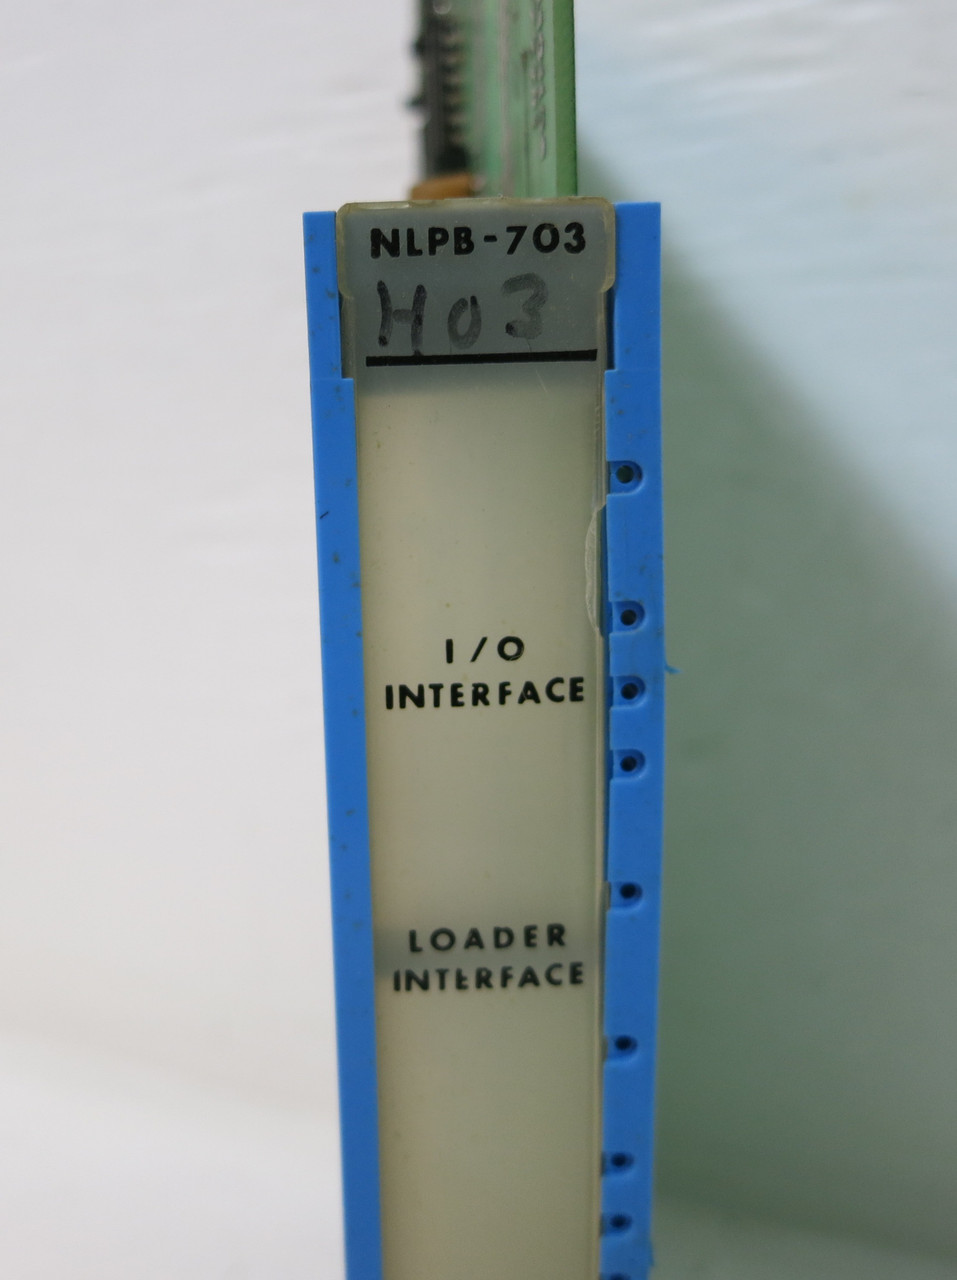 NLPB-703
H03
I/O
INTERFACE
LOADER
INTERFACE